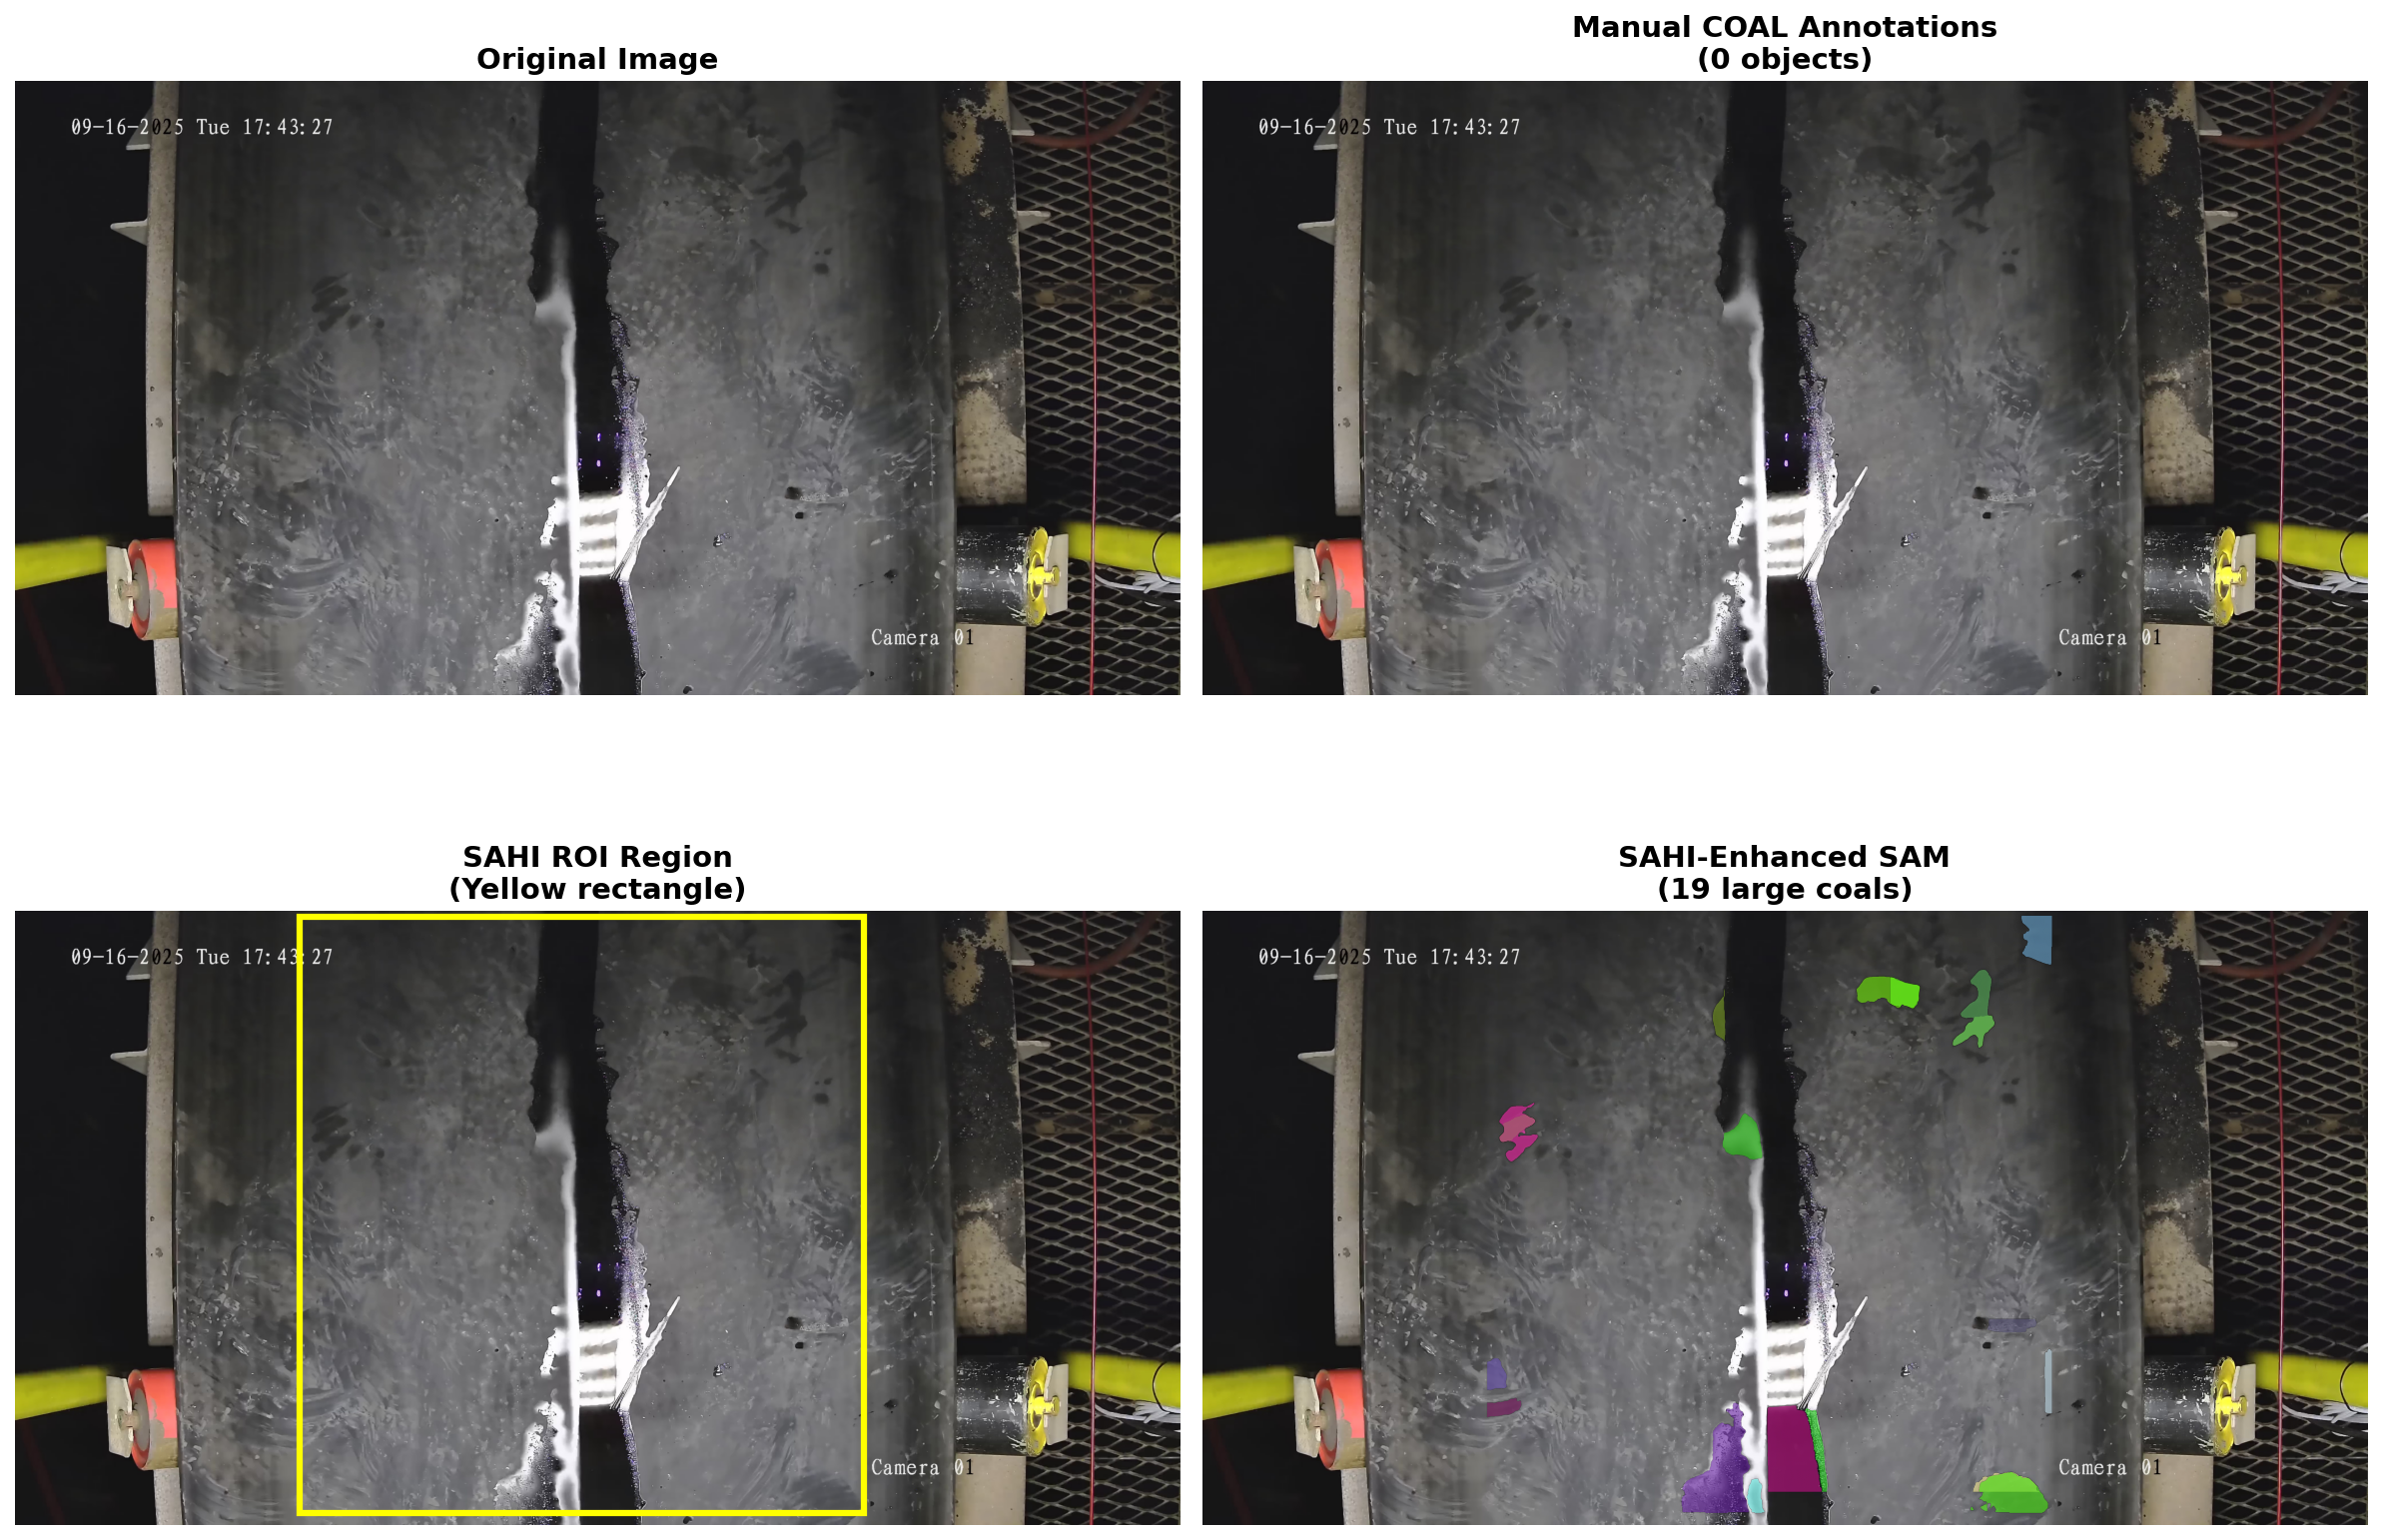 Original Image
Manual COAL Annotations
(0 objects)
09-16-2025 Tue 17:43:27
Camera 01
09-16-2025 Tue 17:43:27
Camera 01
SAHI ROI Region
(Yellow rectangle)
SAHI-Enhanced SAM
(19 large coals)
09-16-2025 Tue 17:43:27
Camera 01
09-16-2025 Tue 17:43:27
Camera 01